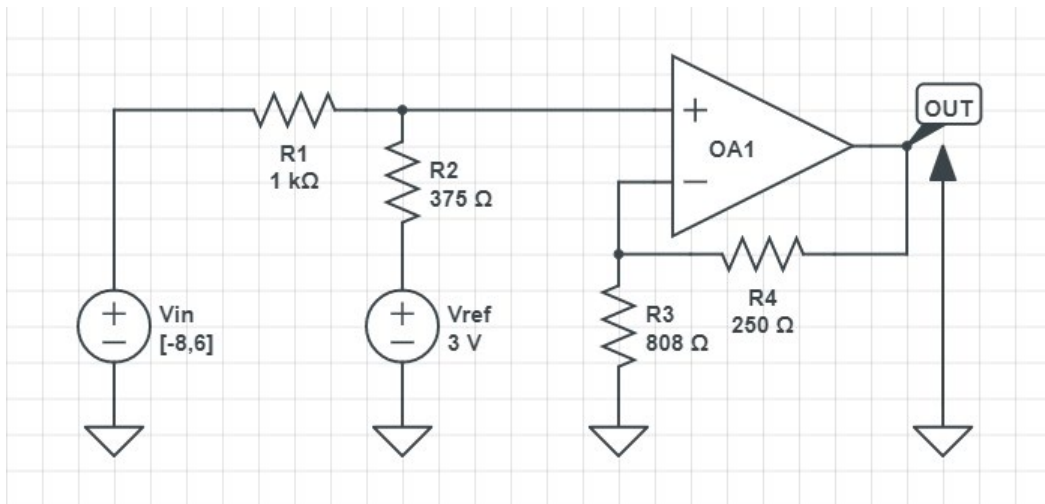 OUT
R1
1 kΩ
R2
375 Ω
+
−
OA1
R4
250 Ω
R3
808 Ω
+
−
Vin
[-8,6]
+
−
Vref
3 V